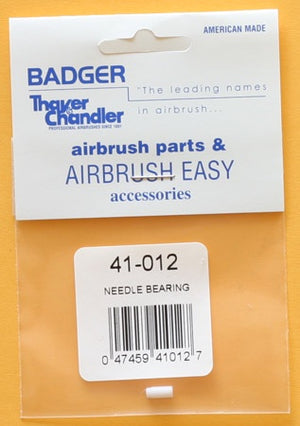 AMERICAN MADE
BADGER
Thayer & Chandler
PROFESSIONAL AIRBRUSHES SINCE 1891
"The leading names
in airbrush...
airbrush parts &
AIRBRUSH EASY
accessories
41-012
NEEDLE BEARING
0 47459 41012 7